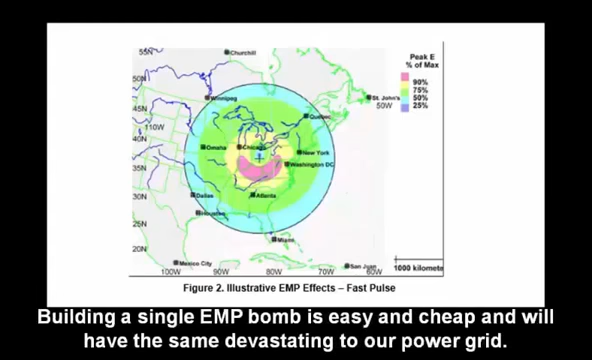 55N
Churchill
50N
Winnipeg
St. John's
50W
45N
110W
Quebec
40N
Omaha
Chicago
New York
Washington DC
35N
30N
Dallas
Atlanta
Houston
25N
Miami
20N
Mexico City
San Juan
100W
90W
80W
70W
60W
Peak E
% of Max
90%
75%
50%
25%
1000 kilomete
Figure 2. Illustrative EMP Effects – Fast Pulse
Building a single EMP bomb is easy and cheap and will
have the same devastating to our power grid.